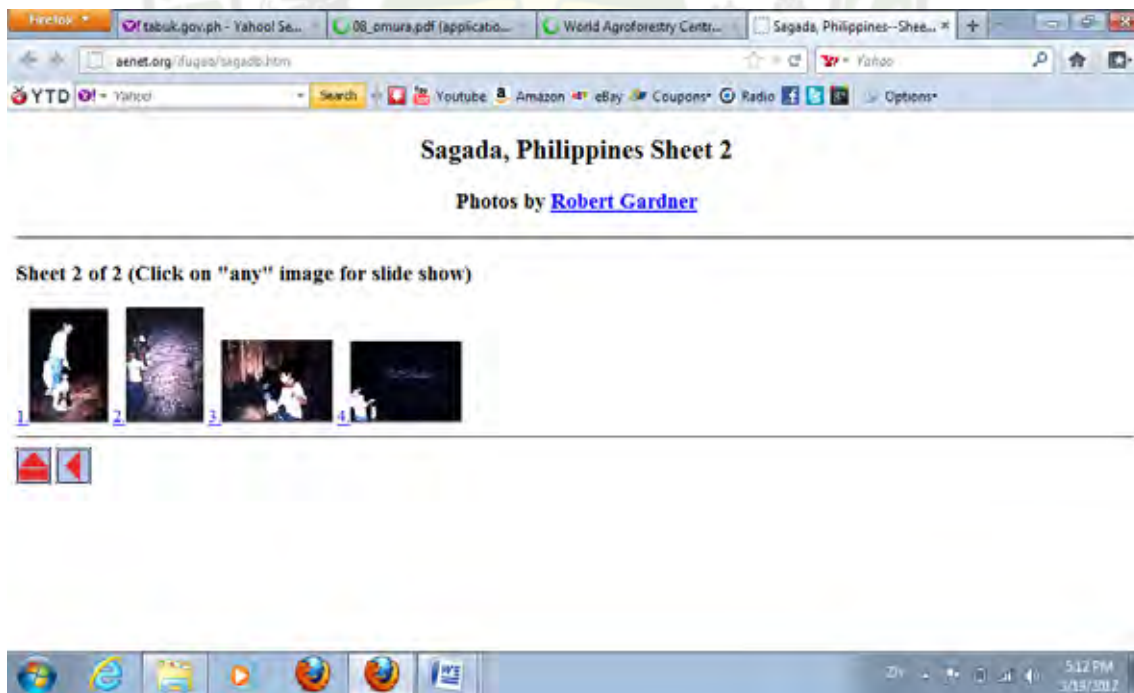 Firefox
tabuk.gov.ph - Yahoo! Se...
08_omura.pdf (applicatio...
World Agroforestry Centr...
Sagada, Philippines--Shee...
aenet.org/ifugao/sagadb.htm
Yahoo
YTD
Yahoo!
Search
Youtube
Amazon
eBay
Coupons
Radio
Options
Sagada, Philippines Sheet 2
Photos by Robert Gardner
Sheet 2 of 2 (Click on "any" image for slide show)
1 2 3 4
ZH
5:12 PM